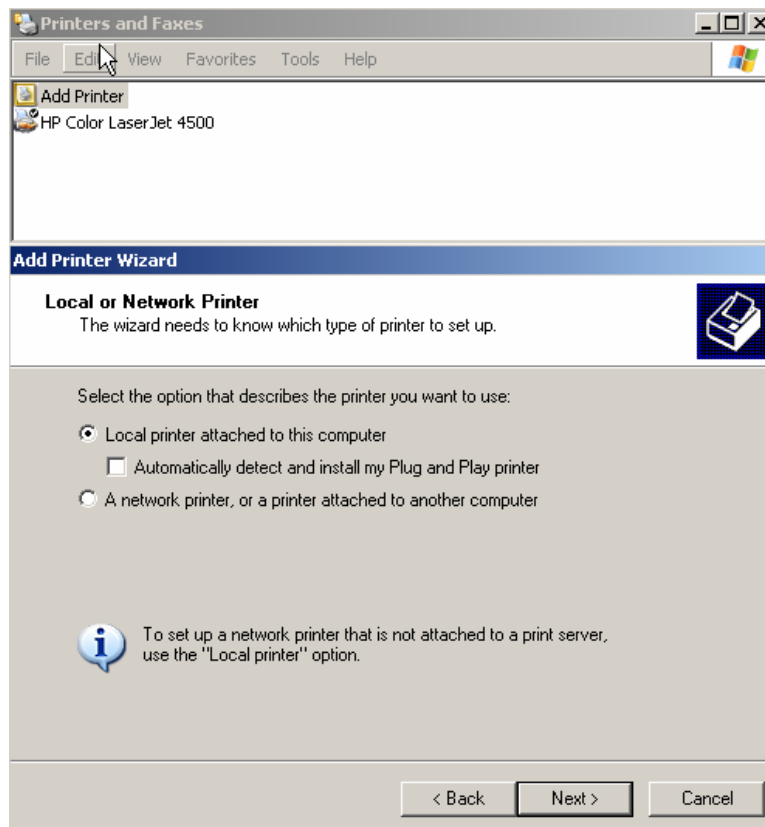 Printers and Faxes
File Edit View Favorites Tools Help
Add Printer
HP Color LaserJet 4500
Add Printer Wizard
Local or Network Printer
The wizard needs to know which type of printer to set up.
Select the option that describes the printer you want to use:
Local printer attached to this computer
Automatically detect and install my Plug and Play printer
A network printer, or a printer attached to another computer
To set up a network printer that is not attached to a print server,
use the "Local printer" option.
< Back Next > Cancel